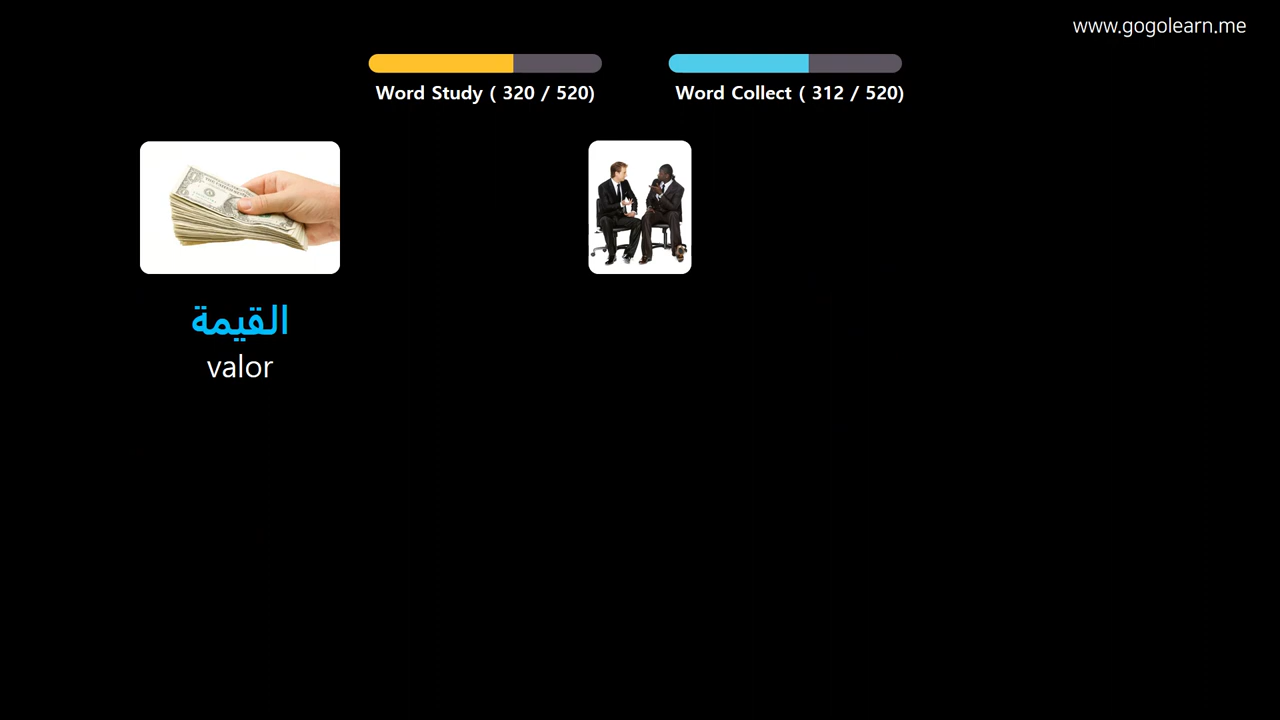 www.gogolearn.me
Word Study ( 320 / 520)
Word Collect ( 312 / 520)
القيمة
valor